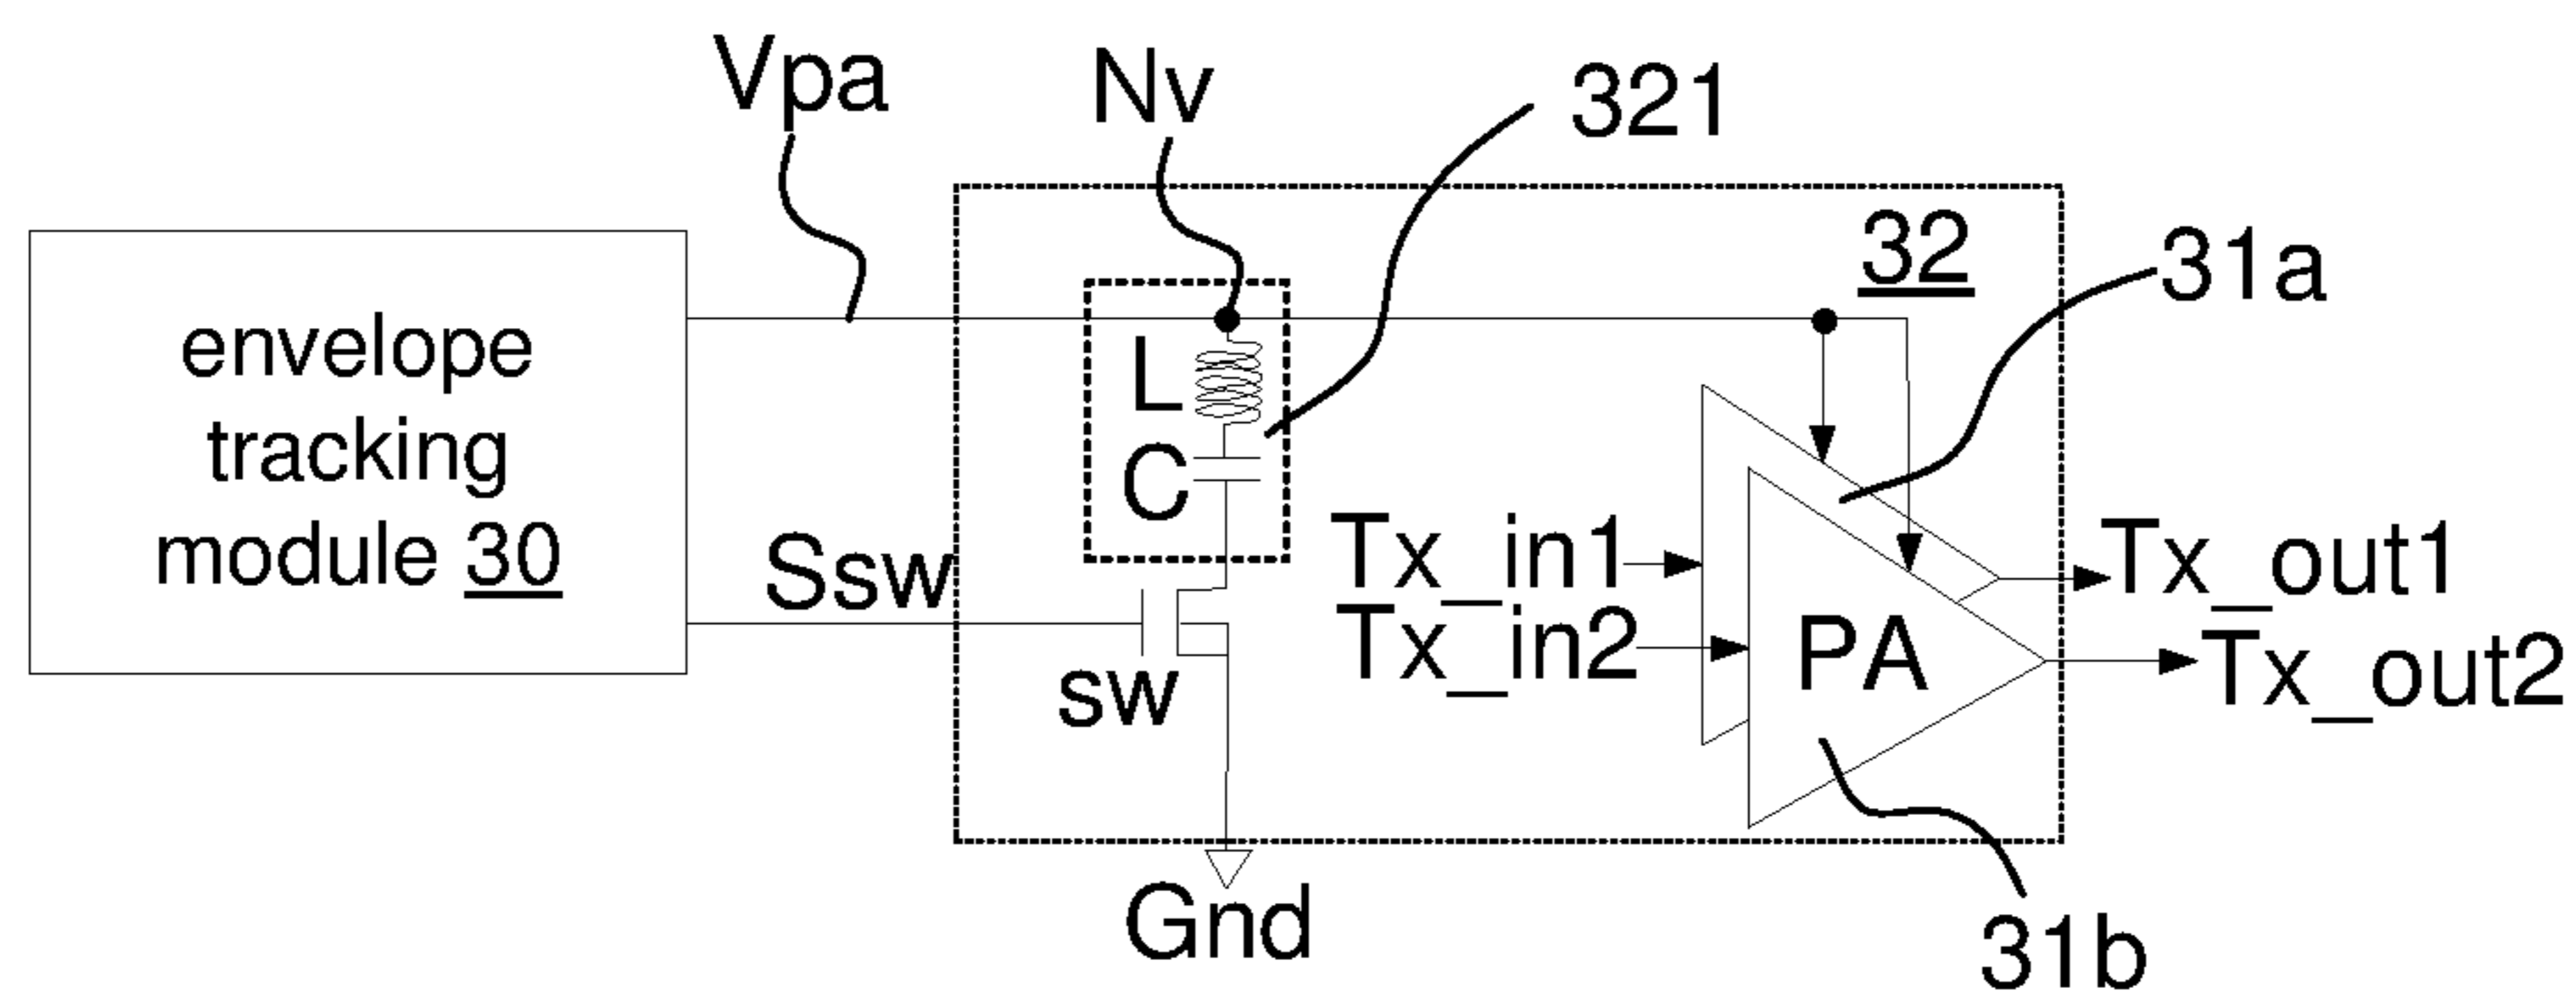 Vpa
Nv
321
32
31a
envelope
tracking
module 30
L
C
Ssw
sw
Tx_in1
Tx_in2
PA
Tx_out1
Tx_out2
Gnd
31b